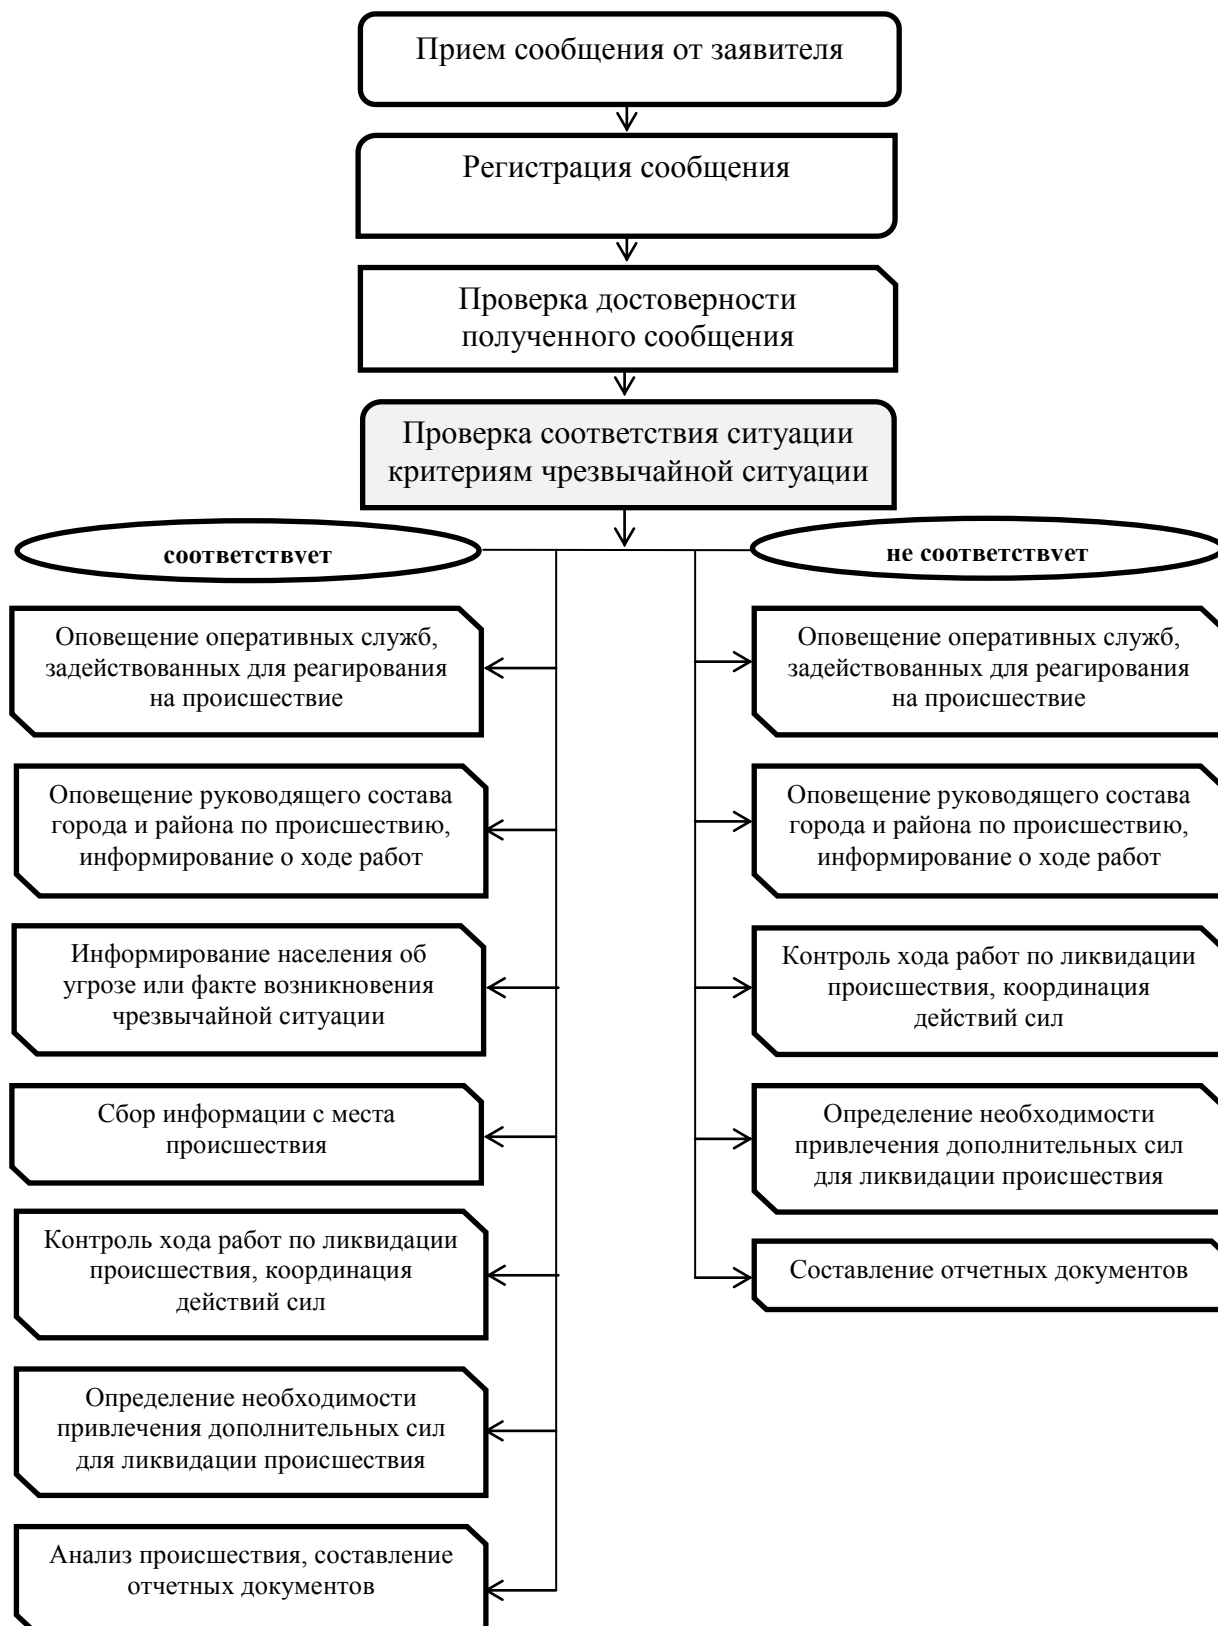 Прием сообщения от заявителя
Регистрация сообщения
Проверка достоверности
полученного сообщения
Проверка соответствия ситуации
критериям чрезвычайной ситуации
соответствует
Оповещение оперативных служб,
задействованных для реагирования
на происшествие
Оповещение руководящего состава
города и района по происшествию,
информирование о ходе работ
Информирование населения об
угрозе или факте возникновения
чрезвычайной ситуации
Сбор информации с места
происшествия
Контроль хода работ по ликвидации
происшествия, координация
действий сил
Определение необходимости
привлечения дополнительных сил
для ликвидации происшествия
Анализ происшествия, составление
отчетных документов
не соответствует
Оповещение оперативных служб,
задействованных для реагирования
на происшествие
Оповещение руководящего состава
города и района по происшествию,
информирование о ходе работ
Контроль хода работ по ликвидации
происшествия, координация
действий сил
Определение необходимости
привлечения дополнительных сил
для ликвидации происшествия
Составление отчетных документов